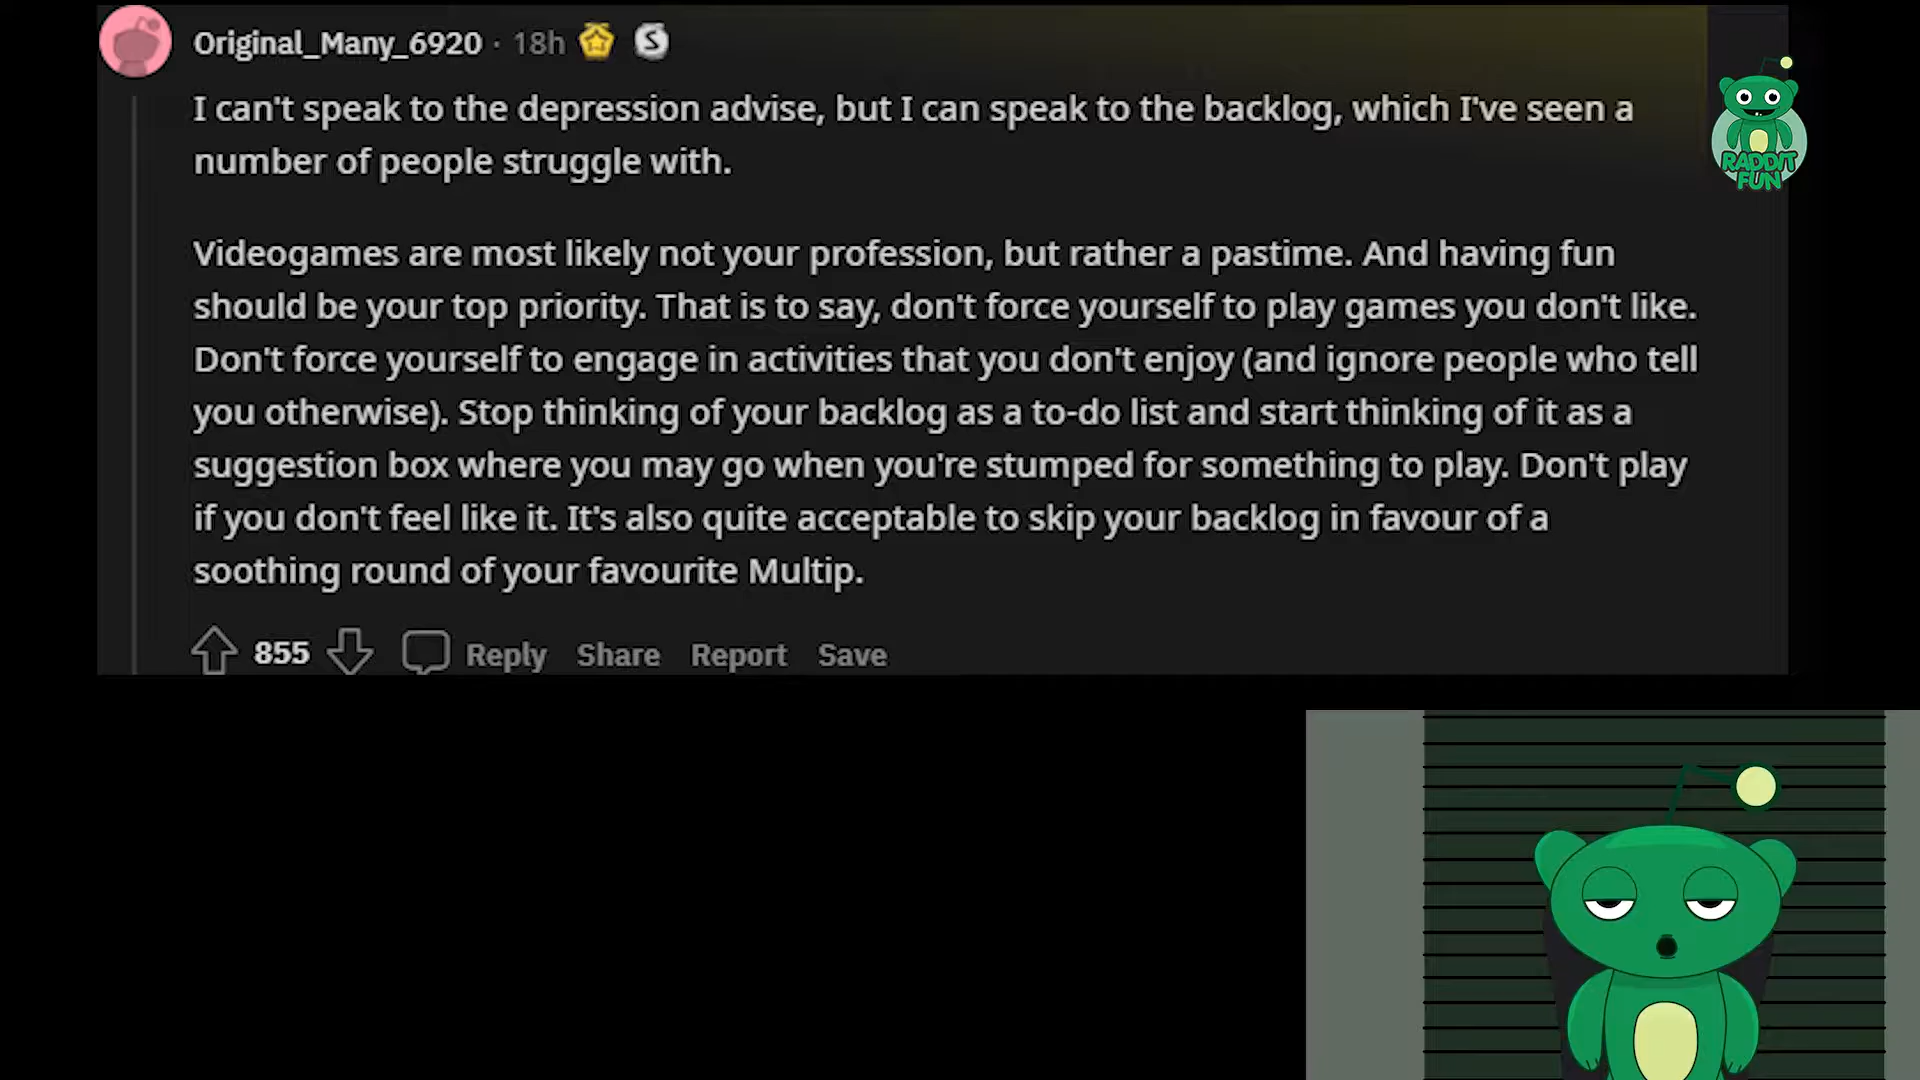 Original_Many_6920 · 18h
I can't speak to the depression advise, but I can speak to the backlog, which I've seen a
number of people struggle with.
Videogames are most likely not your profession, but rather a pastime. And having fun
should be your top priority. That is to say, don't force yourself to play games you don't like.
Don't force yourself to engage in activities that you don't enjoy (and ignore people who tell
you otherwise). Stop thinking of your backlog as a to-do list and start thinking of it as a
suggestion box where you may go when you're stumped for something to play. Don't play
if you don't feel like it. It's also quite acceptable to skip your backlog in favour of a
soothing round of your favourite Multip.
855 Reply Share Report Save
RADDIT
FUN